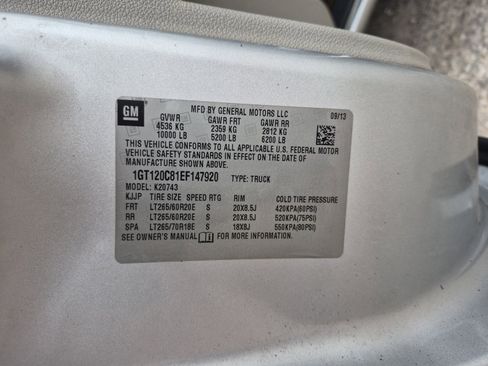 GM
MFD BY GENERAL MOTORS LLC 09/13
GVWR GAWR FRT GAWR RR
4536 KG 2359 KG 2812 KG
10000 LB 5200 LB 6200 LB
THIS VEHICLE CONFORMS TO ALL APPLICABLE U.S. FEDERAL MOTOR
VEHICLE SAFETY STANDARDS IN EFFECT ON THE DATE OF
MANUFACTURE SHOWN ABOVE.
1GT120C81EF147920 TYPE: TRUCK
MODEL: K20743
KJJP TIRE SIZE SPEED RTG RIM COLD TIRE PRESSURE
FRT LT265/60R20E S 20X8.5J 420KPA(60PSI)
RR LT265/60R20E S 20X8.5J 520KPA(75PSI)
SPA LT265/70R18E S 18X8J 550KPA(80PSI)
SEE OWNER'S MANUAL FOR MORE INFORMATION.